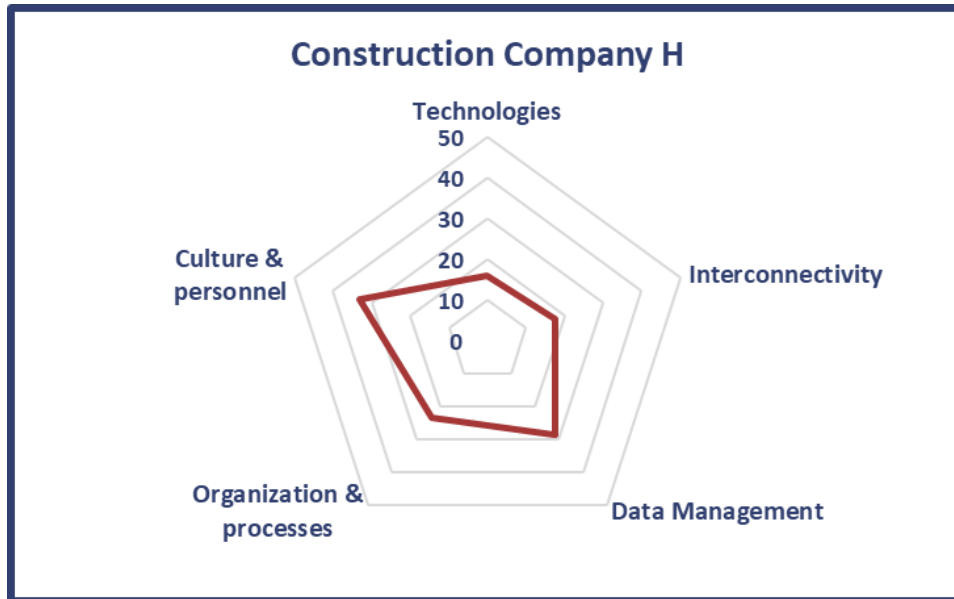 Construction Company H
Technologies
50
40
30
20
10
0
Culture &
personnel
Interconnectivity
Organization &
processes
Data Management